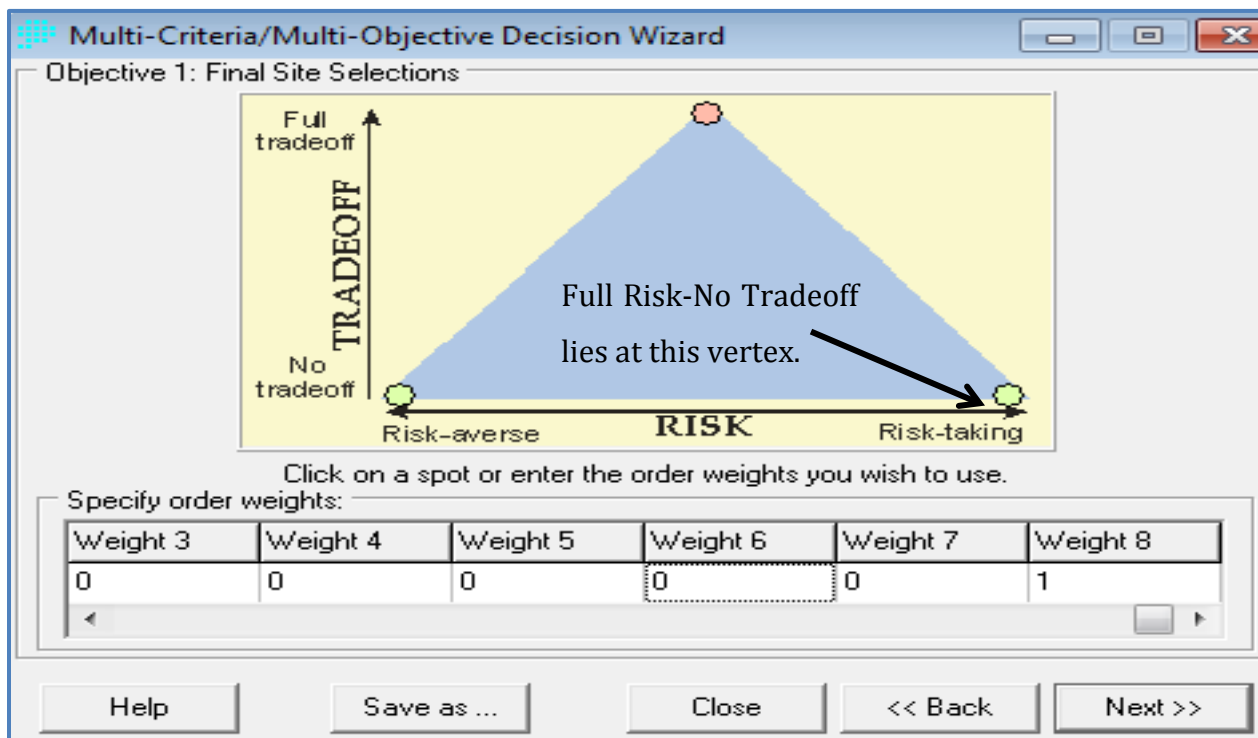 Multi-Criteria/Multi-Objective Decision Wizard
Objective 1: Final Site Selections
Full
tradeoff
TRADEOFF
No
tradeoff
Full Risk-No Tradeoff
lies at this vertex.
Risk-averse
RISK
Risk-taking
Click on a spot or enter the order weights you wish to use.
Specify order weights:
Weight 3 Weight 4 Weight 5 Weight 6 Weight 7 Weight 8
0 0 0 0 0 1
Help Save as ... Close << Back Next >>